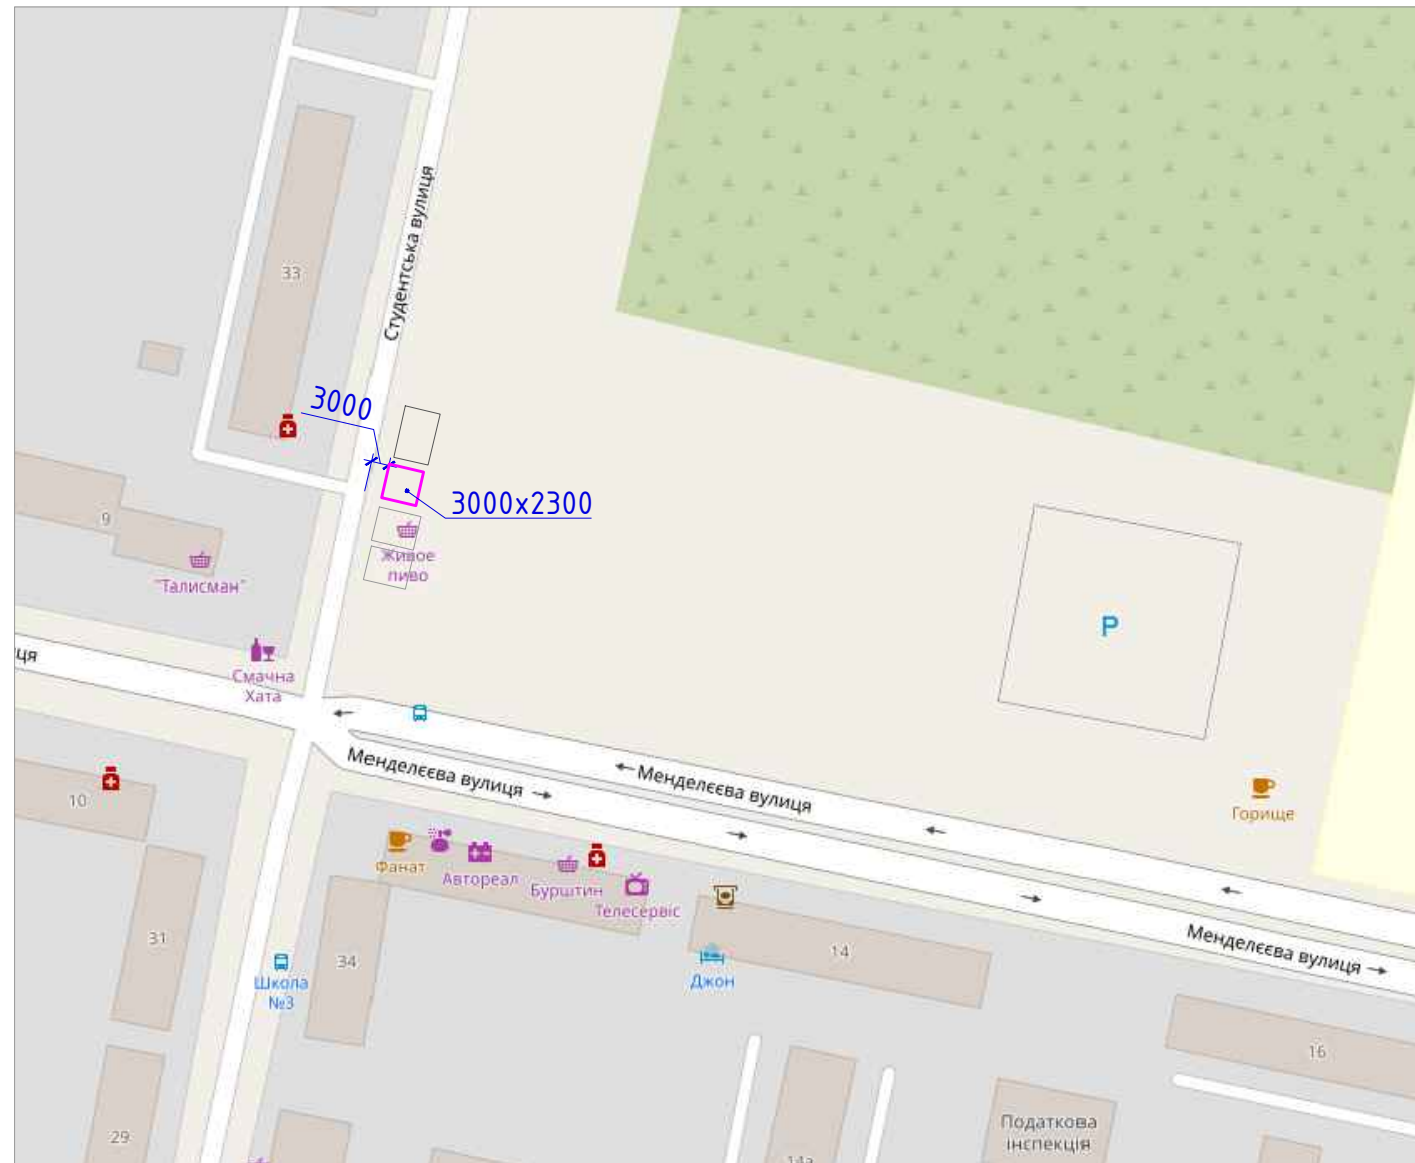 Студентська вулиця
33
3000
3000x2300
9
"Талисман"
Живое
пиво
P
ця
Смачна
Хата
Менделєєва вулиця
Менделєєва вулиця
Горище
10
Фанат
Автореал
Бурштин
Телесервіс
14
Джон
Менделєєва вулиця
31
34
Школа
№3
16
29
Податкова
інспекція
14а